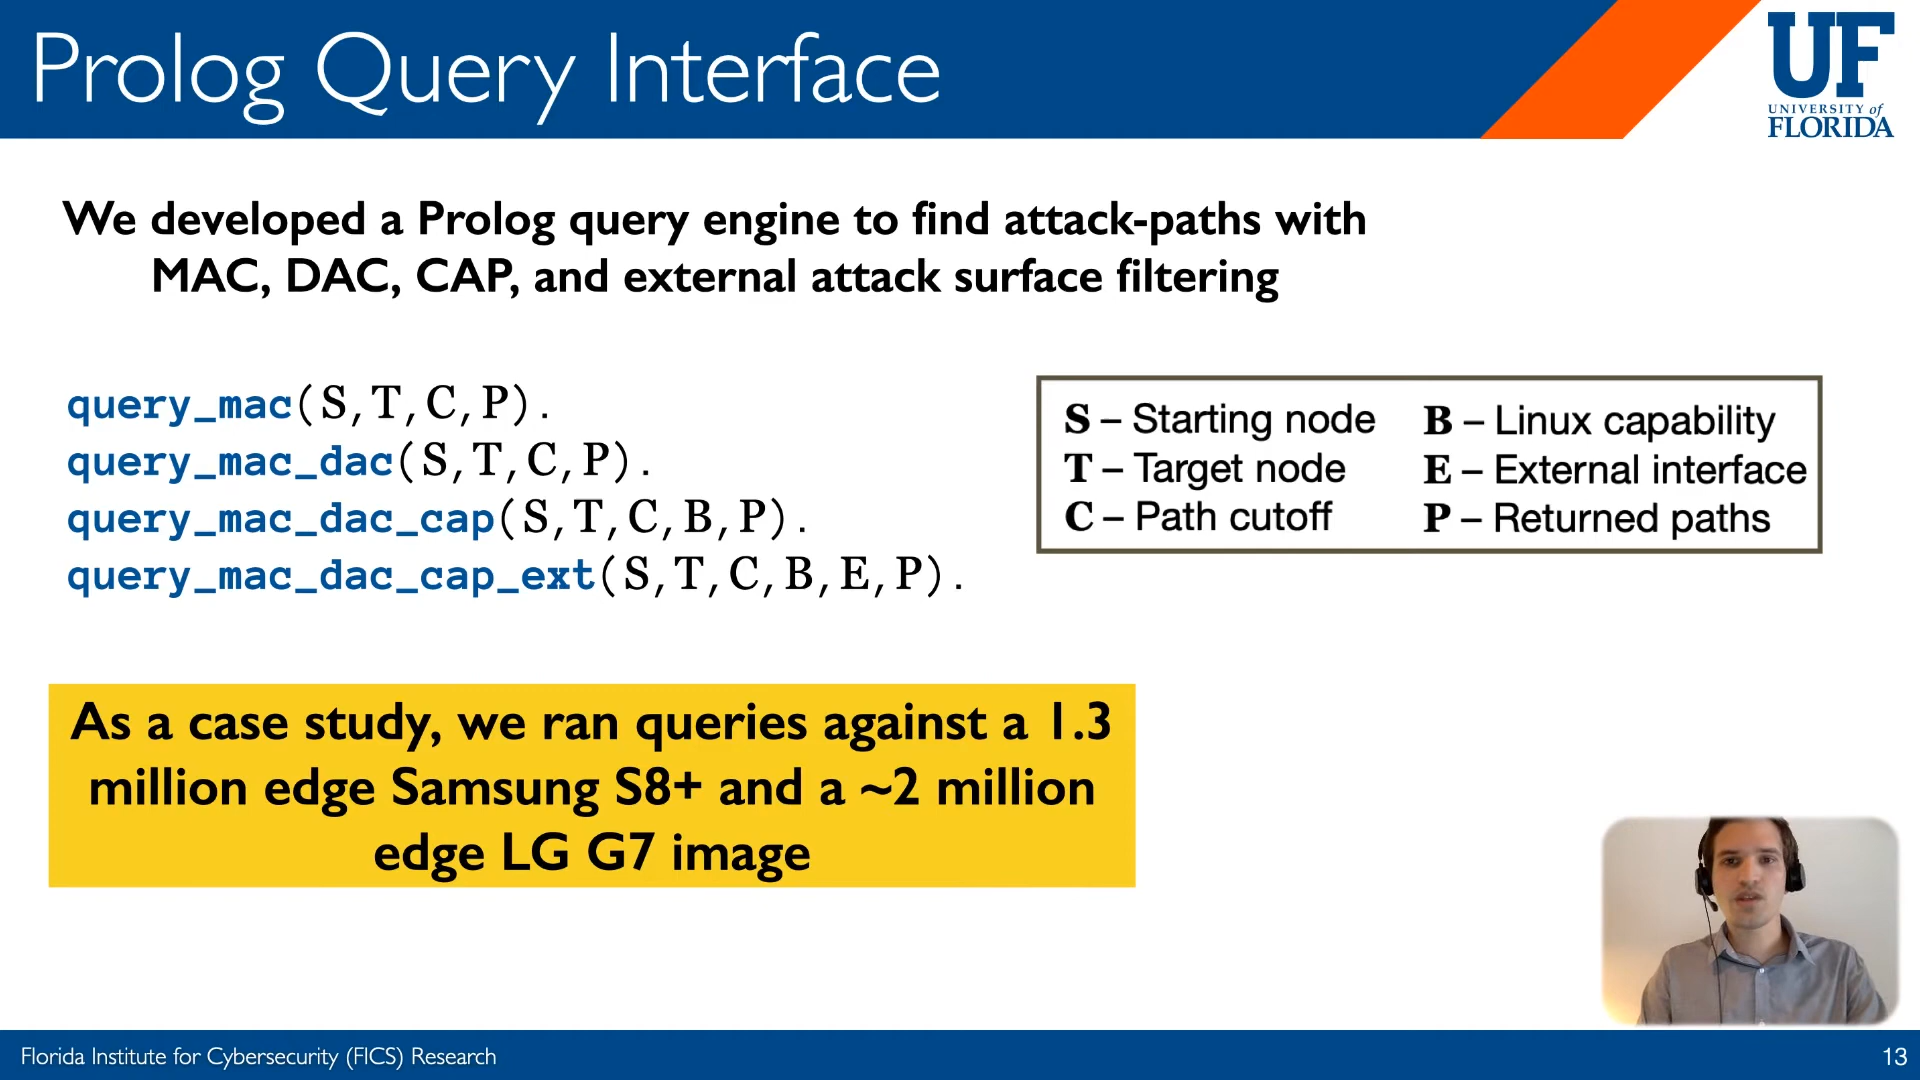 Prolog Query Interface
UF
UNIVERSITY of
FLORIDA
We developed a Prolog query engine to find attack-paths with
MAC, DAC, CAP, and external attack surface filtering
query_mac(S,T,C,P).
query_mac_dac(S,T,C,P).
query_mac_dac_cap(S,T,C,B,P).
query_mac_dac_cap_ext(S,T,C,B,E,P).
S – Starting node
T – Target node
C – Path cutoff
B – Linux capability
E – External interface
P – Returned paths
As a case study, we ran queries against a 1.3
million edge Samsung S8+ and a ~2 million
edge LG G7 image
Florida Institute for Cybersecurity (FICS) Research
13